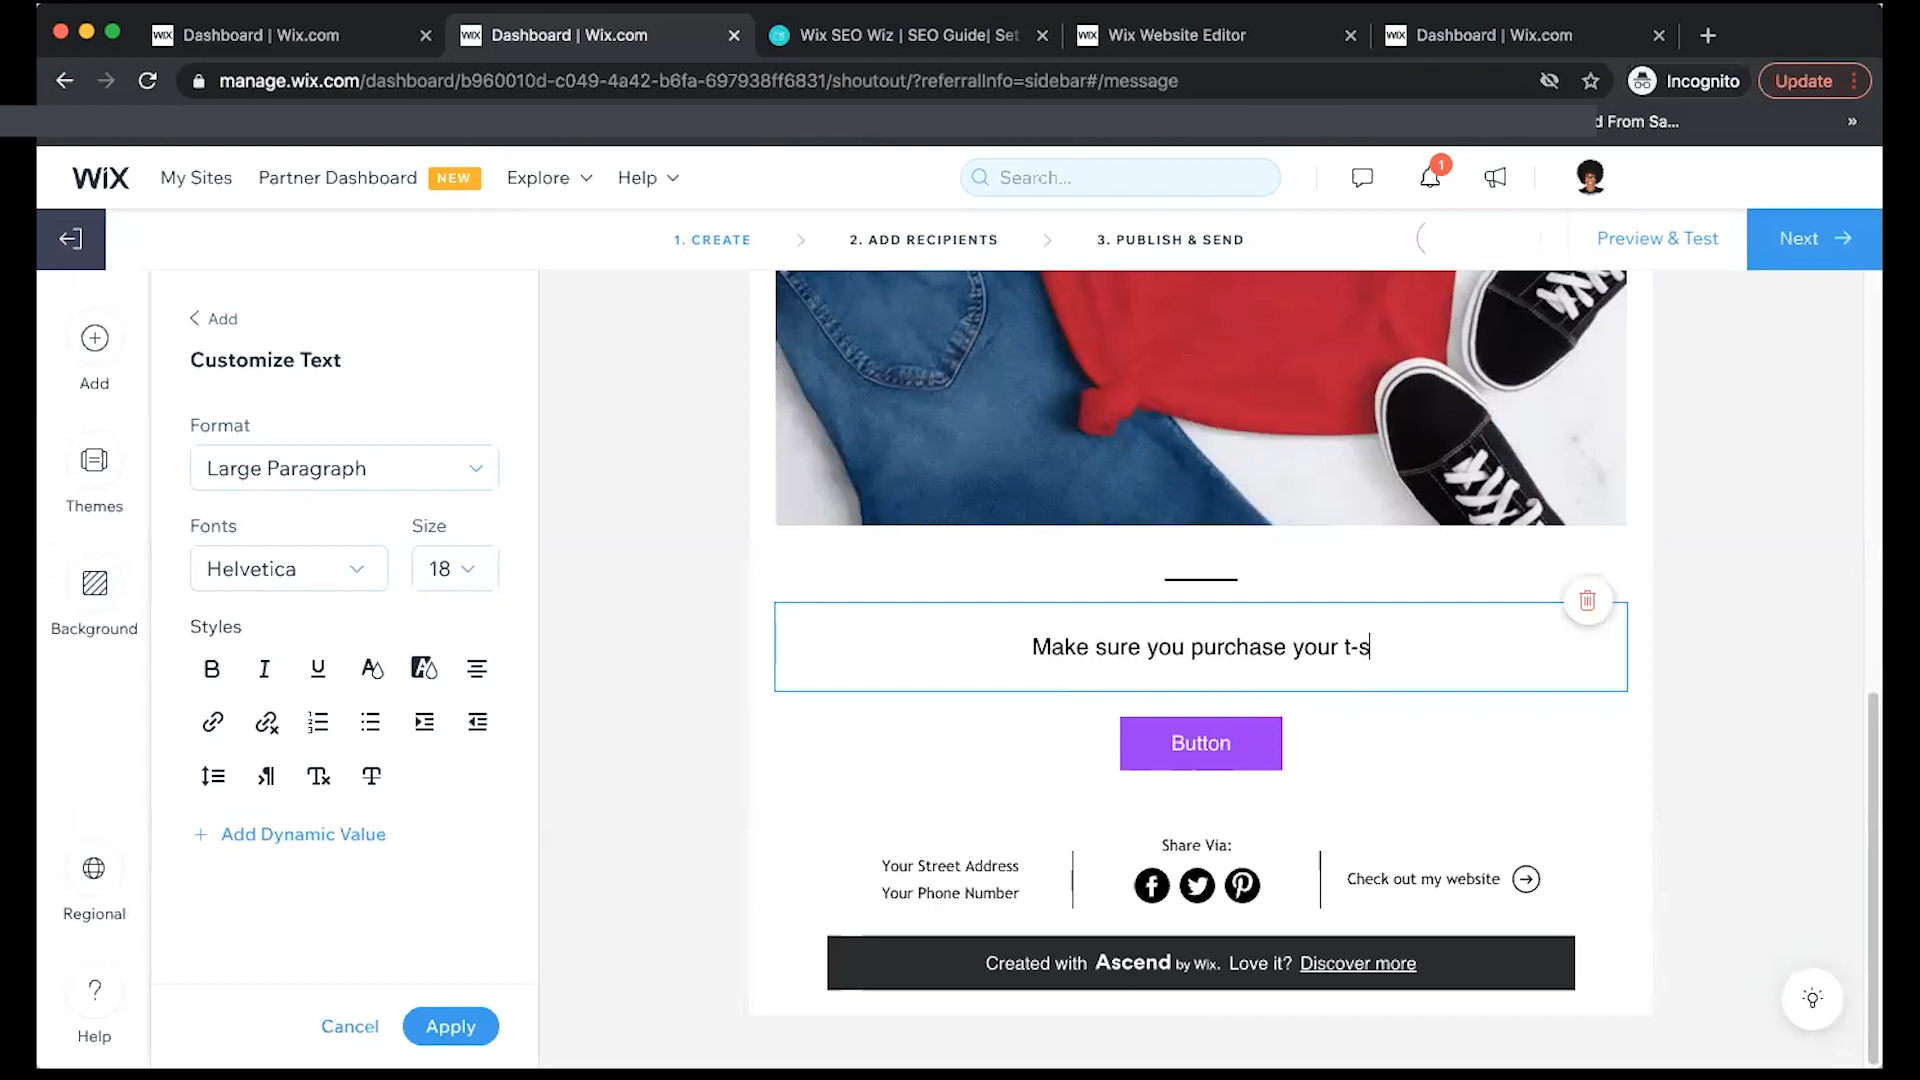 WIX Dashboard | Wix.com
WIX Dashboard | Wix.com
Wix SEO Wiz | SEO Guide| Set
WIX Wix Website Editor
WIX Dashboard | Wix.com
manage.wix.com/dashboard/b960010d-c049-4a42-b6fa-697938ff6831/shoutout/?referralInfo=sidebar#/message
Incognito
Update
d From Sa...
»
WIX
My Sites
Partner Dashboard NEW
Explore
Help
Search...
1
1. CREATE
2. ADD RECIPIENTS
3. PUBLISH & SEND
Preview & Test
Next
Add
Themes
Background
Regional
? Help
Add
Customize Text
Format
Large Paragraph
Fonts Size
Helvetica 18
Styles
B I U
+ Add Dynamic Value
Cancel Apply
Make sure you purchase your t-s
Button
Your Street Address
Your Phone Number
Share Via:
Check out my website
Created with Ascend by Wix. Love it? Discover more